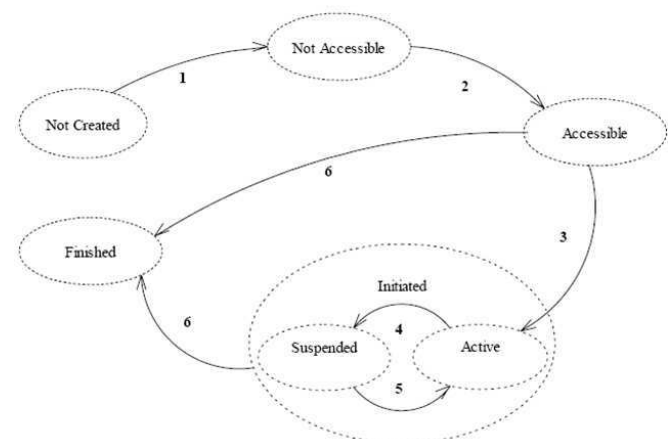 Not Accessible
1
2
Not Created
Accessible
6
3
Finished
Initiated
4
6
Suspended
Active
5